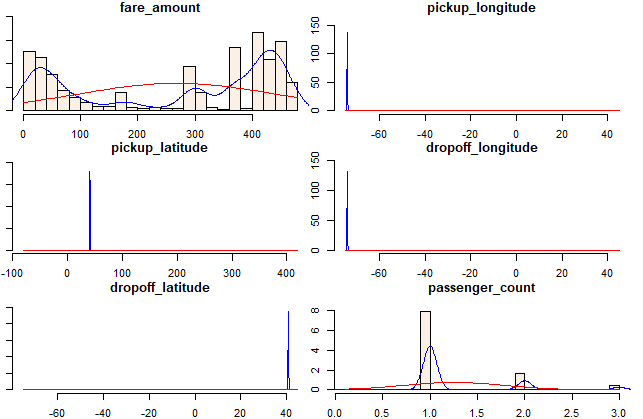 fare_amount
0 100 200 300 400
pickup_longitude
0 50 100 150
-60 -40 -20 0 20 40
pickup_latitude
-100 0 100 200 300 400
dropoff_longitude
0 50 100 150
-60 -40 -20 0 20 40
dropoff_latitude
-60 -40 -20 0 20 40
passenger_count
0 2 4 6 8
0.0 0.5 1.0 1.5 2.0 2.5 3.0